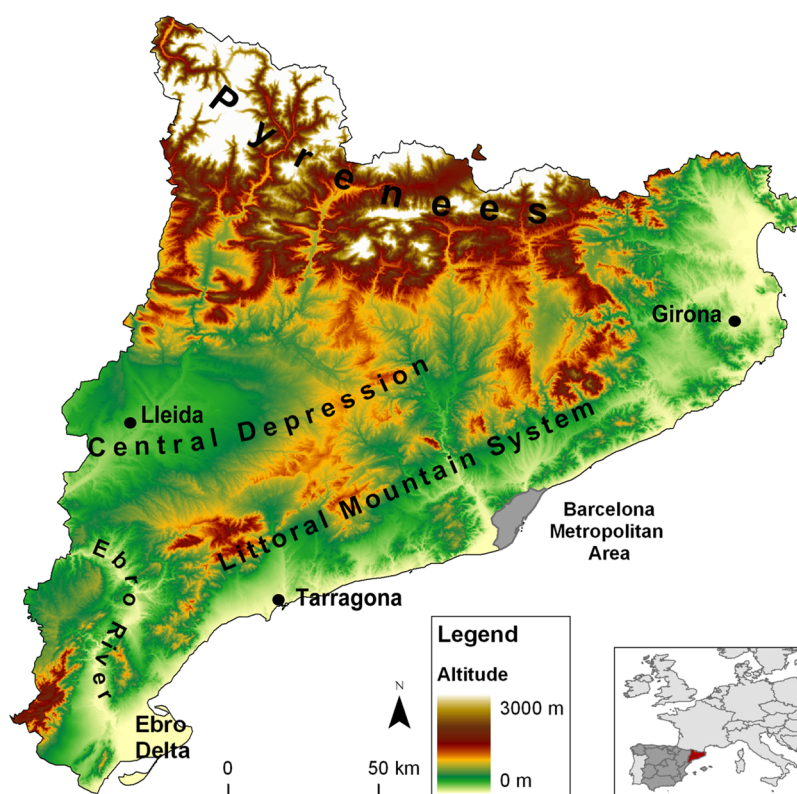 Pyrenees
Girona
Lleida
Central Depression
Littoral Mountain System
Barcelona
Metropolitan
Area
Ebro River
Tarragona
Ebro
Delta
Legend
Altitude
3000 m
0 m
N
0
50 km